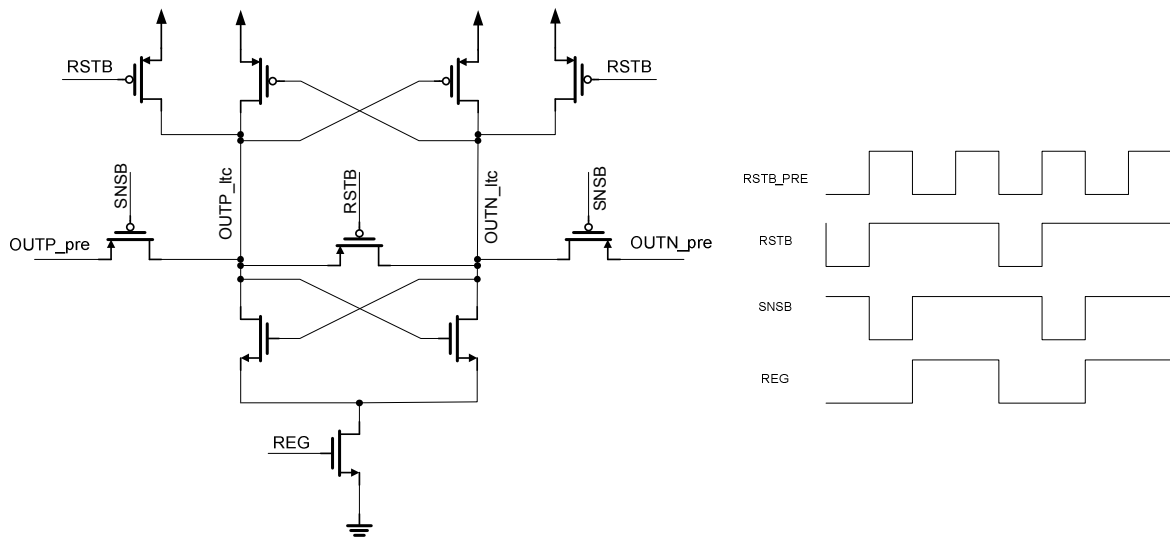 RSTB
RSTB
SNSB
OUTP_ltc
RSTB
OUTN_ltc
SNSB
OUTP_pre
OUTN_pre
REG
RSTB_PRE
RSTB
SNSB
REG